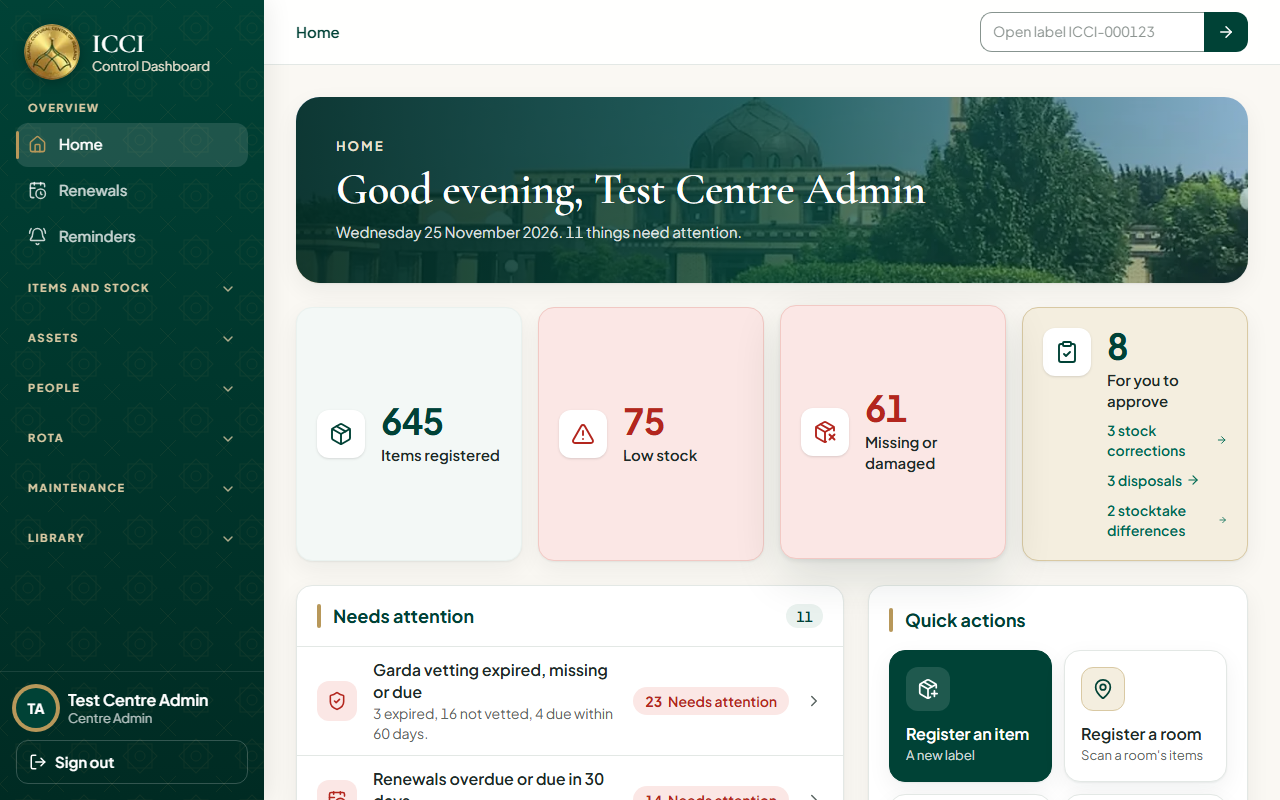 ICCI
Control Dashboard
OVERVIEW
Home
Renewals
Reminders
ITEMS AND STOCK
ASSETS
PEOPLE
ROTA
MAINTENANCE
LIBRARY
TA
Test Centre Admin
Centre Admin
Sign out
Home
Open label ICCI-000123
HOME
Good evening, Test Centre Admin
Wednesday 25 November 2026. 11 things need attention.
645
Items registered
75
Low stock
61
Missing or
damaged
8
For you to
approve
3 stock
corrections
3 disposals
2 stocktake
differences
Needs attention
11
Garda vetting expired, missing
or due
3 expired, 16 not vetted, 4 due within
60 days.
23 Needs attention
Renewals overdue or due in 30
days
14 Needs attention
Quick actions
Register an item
A new label
Register a room
Scan a room's items